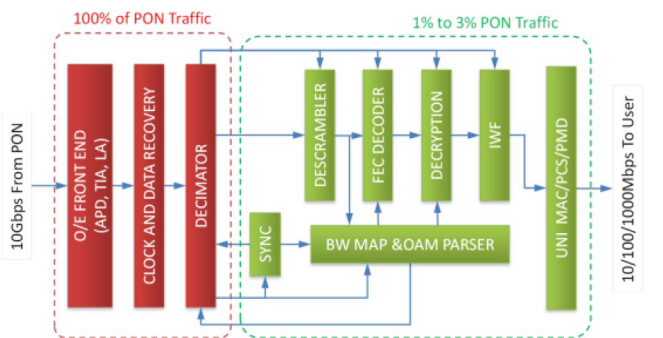 100% of PON Traffic
1% to 3% PON Traffic
10Gbps From PON
O/E FRONT END
(APD, TIA, LA)
CLOCK AND DATA RECOVERY
DECIMATOR
DESCRAMBLER
FEC DECODER
DECRYPTION
IWF
SYNC
BW MAP &OAM PARSER
UNI MAC/PCS/PMD
10/100/1000Mbps To User